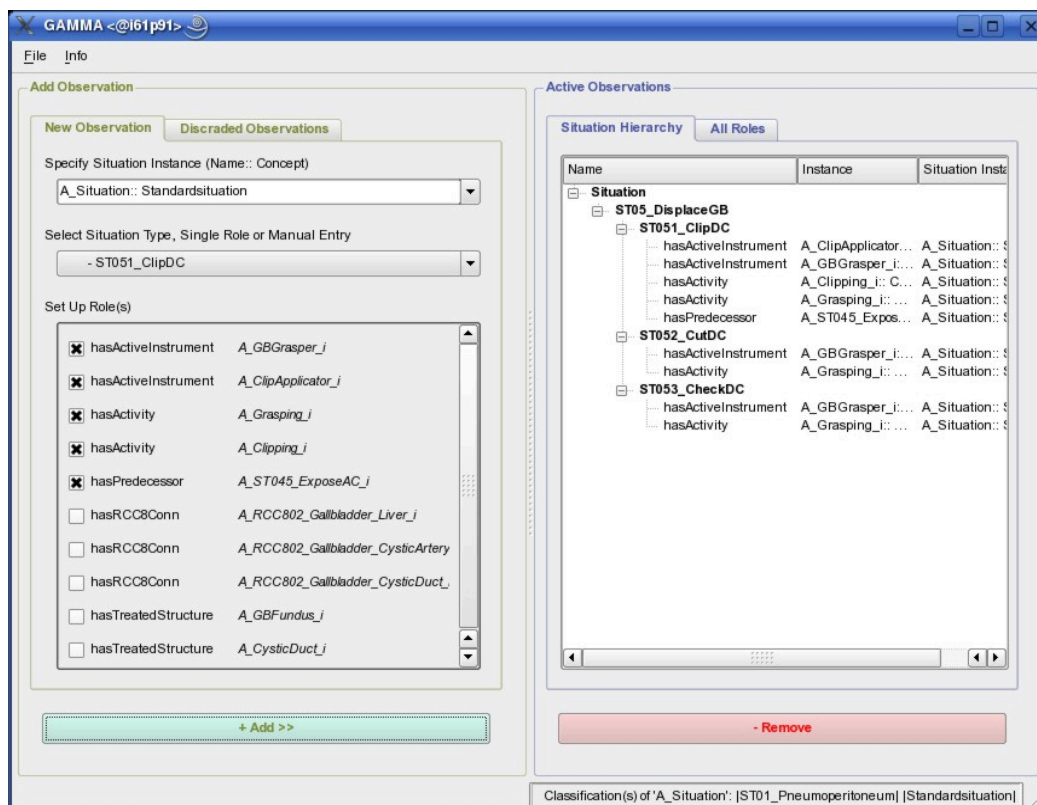 GAMMA <@i61p91>
File Info
Add Observation
New Observation Discraded Observations
Specify Situation Instance (Name:: Concept)
A_Situation:: Standardsituation
Select Situation Type, Single Role or Manual Entry
- ST051_ClipDC
Set Up Role(s)
hasActiveInstrument A_GBGrasper_i
hasActiveInstrument A_ClipApplicator_i
hasActivity A_Grasping_i
hasActivity A_Clipping_i
hasPredecessor A_ST045_ExposeAC_i
hasRCC8Conn A_RCC802_Gallbladder_Liver_i
hasRCC8Conn A_RCC802_Gallbladder_CysticArtery
hasRCC8Conn A_RCC802_Gallbladder_CysticDuct_
hasTreatedStructure A_GBFundus_i
hasTreatedStructure A_CysticDuct_i
+ Add >>
Active Observations
Situation Hierarchy All Roles
Name Instance Situation Insta
Situation
ST05_DisplaceGB
ST051_ClipDC
hasActiveInstrument A_ClipApplicator... A_Situation:: S
hasActiveInstrument A_GBGrasper_i:... A_Situation:: S
hasActivity A_Clipping_i:: C... A_Situation:: S
hasActivity A_Grasping_i:: ... A_Situation:: S
hasPredecessor A_ST045_Expos... A_Situation:: S
ST052_CutDC
hasActiveInstrument A_GBGrasper_i:... A_Situation:: S
hasActivity A_Grasping_i:: ... A_Situation:: S
ST053_CheckDC
hasActiveInstrument A_GBGrasper_i:... A_Situation:: S
hasActivity A_Grasping_i:: ... A_Situation:: S
- Remove
Classification(s) of 'A_Situation': |ST01_Pneumoperitoneum| |Standardsituation|